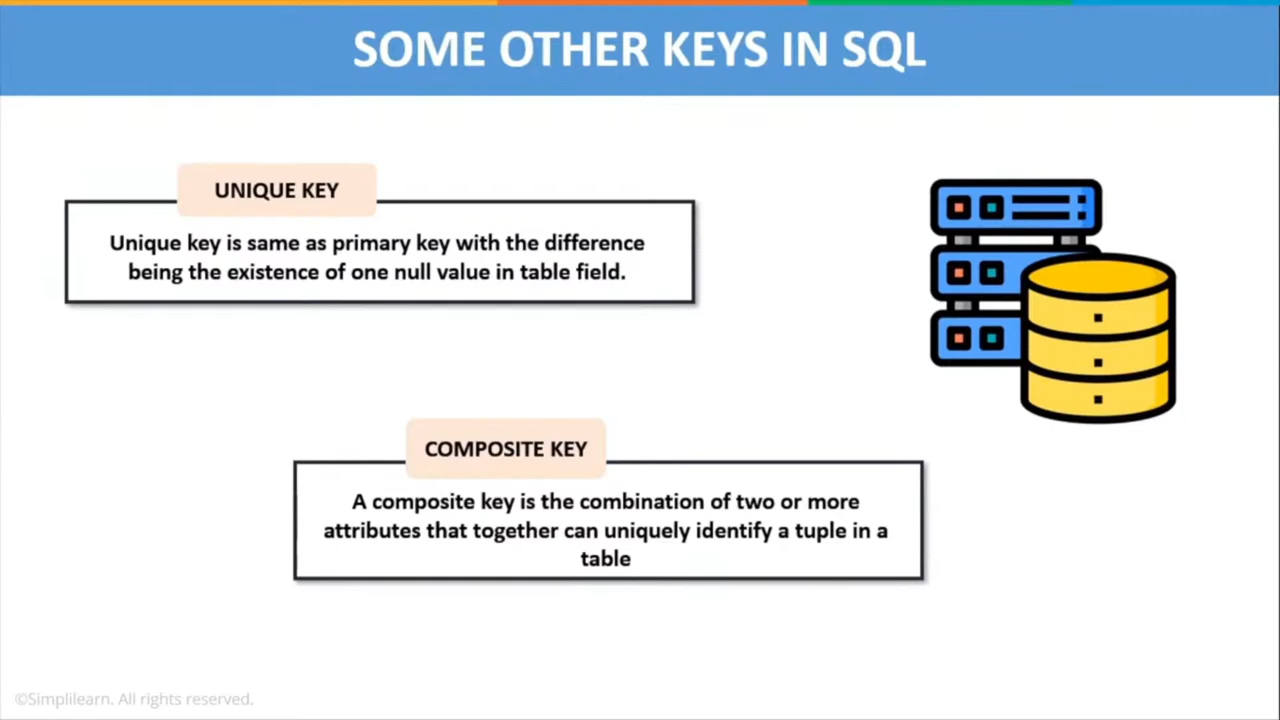 SOME OTHER KEYS IN SQL
UNIQUE KEY
Unique key is same as primary key with the difference
being the existence of one null value in table field.
COMPOSITE KEY
A composite key is the combination of two or more
attributes that together can uniquely identify a tuple in a
table
©Simplilearn. All rights reserved.